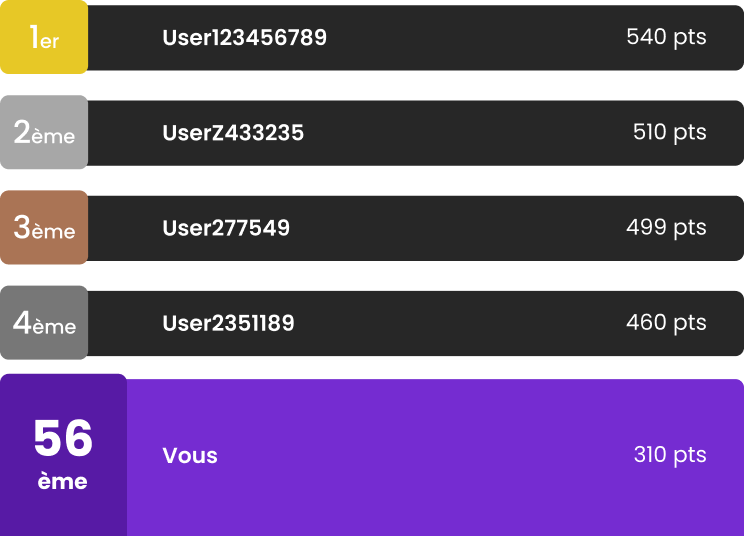 1er User123456789 540 pts
2ème UserZ433235 510 pts
3ème User277549 499 pts
4ème User2351189 460 pts
56
ème Vous 310 pts